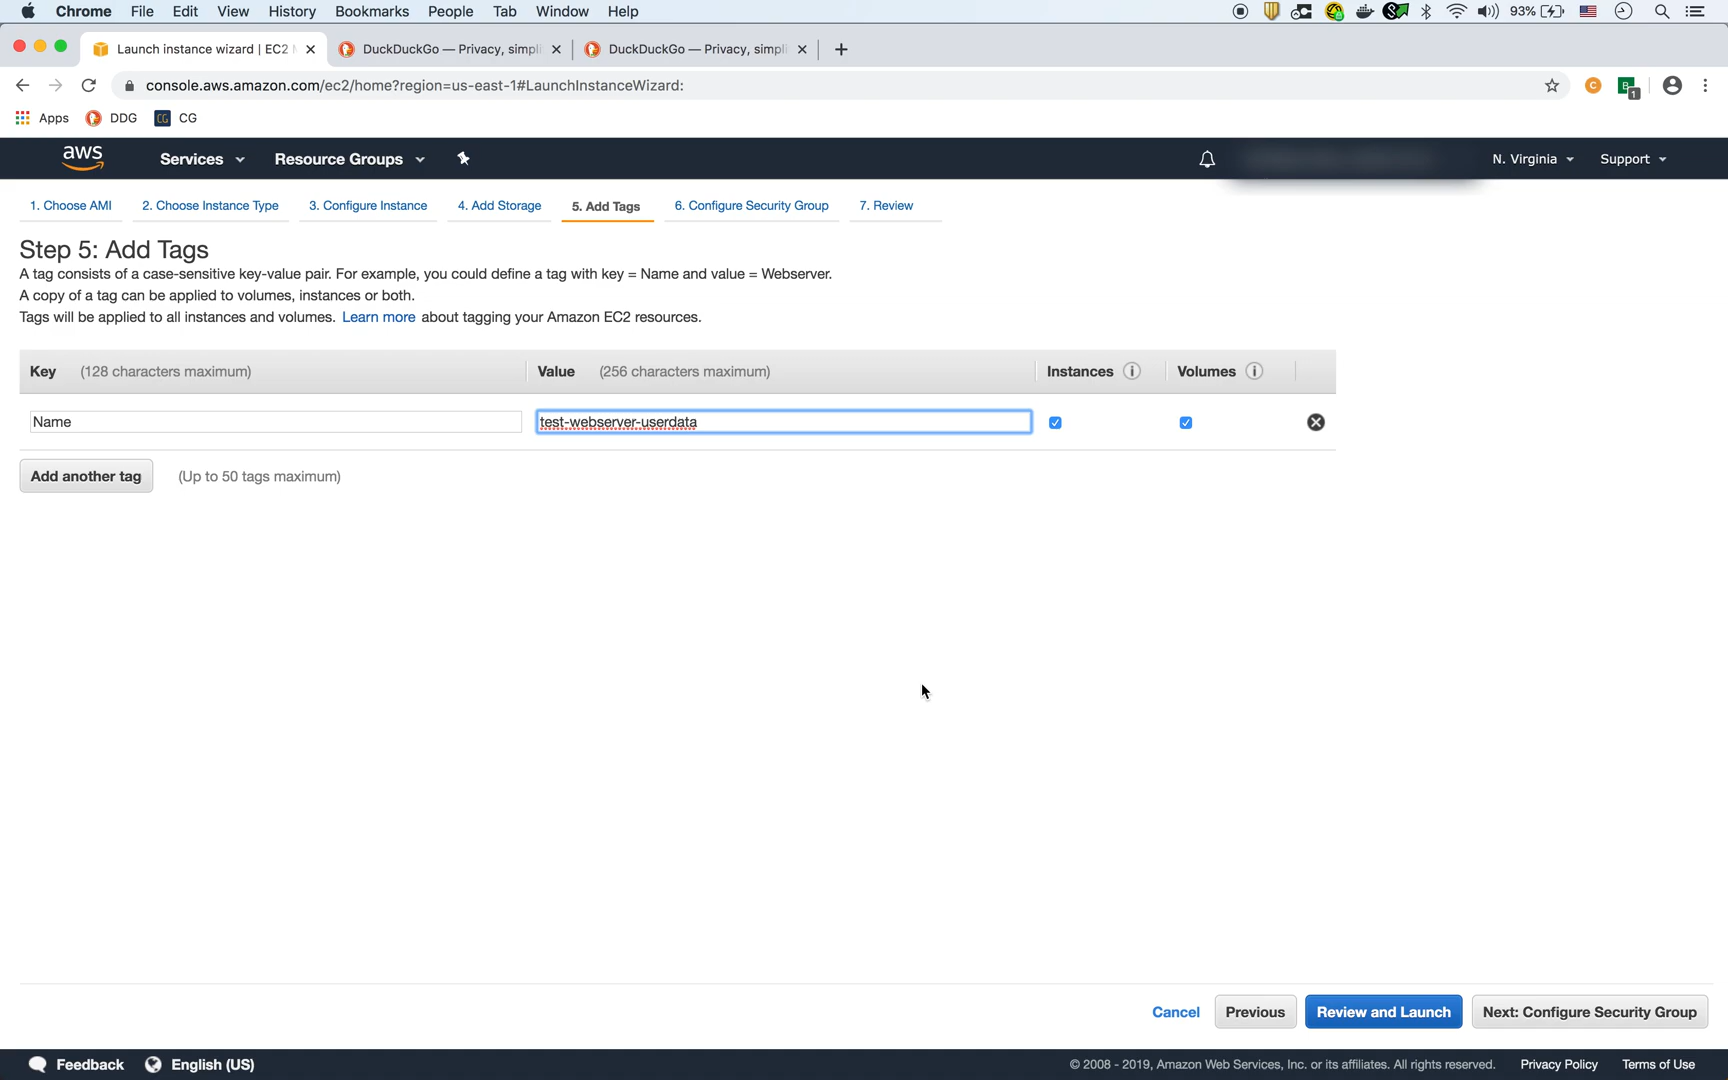 Chrome File Edit View History Bookmarks People Tab Window Help 93%
Launch instance wizard | EC2 DuckDuckGo — Privacy, simpli DuckDuckGo — Privacy, simpli
console.aws.amazon.com/ec2/home?region=us-east-1#LaunchInstanceWizard:
Apps DDG CG CG
aws Services Resource Groups N. Virginia Support
1. Choose AMI 2. Choose Instance Type 3. Configure Instance 4. Add Storage 5. Add Tags 6. Configure Security Group 7. Review
Step 5: Add Tags
A tag consists of a case-sensitive key-value pair. For example, you could define a tag with key = Name and value = Webserver.
A copy of a tag can be applied to volumes, instances or both.
Tags will be applied to all instances and volumes. Learn more about tagging your Amazon EC2 resources.
Key (128 characters maximum) Value (256 characters maximum) Instances i Volumes i
Name test-webserver-userdata
Add another tag (Up to 50 tags maximum)
Cancel Previous Review and Launch Next: Configure Security Group
Feedback English (US) © 2008 - 2019, Amazon Web Services, Inc. or its affiliates. All rights reserved. Privacy Policy Terms of Use